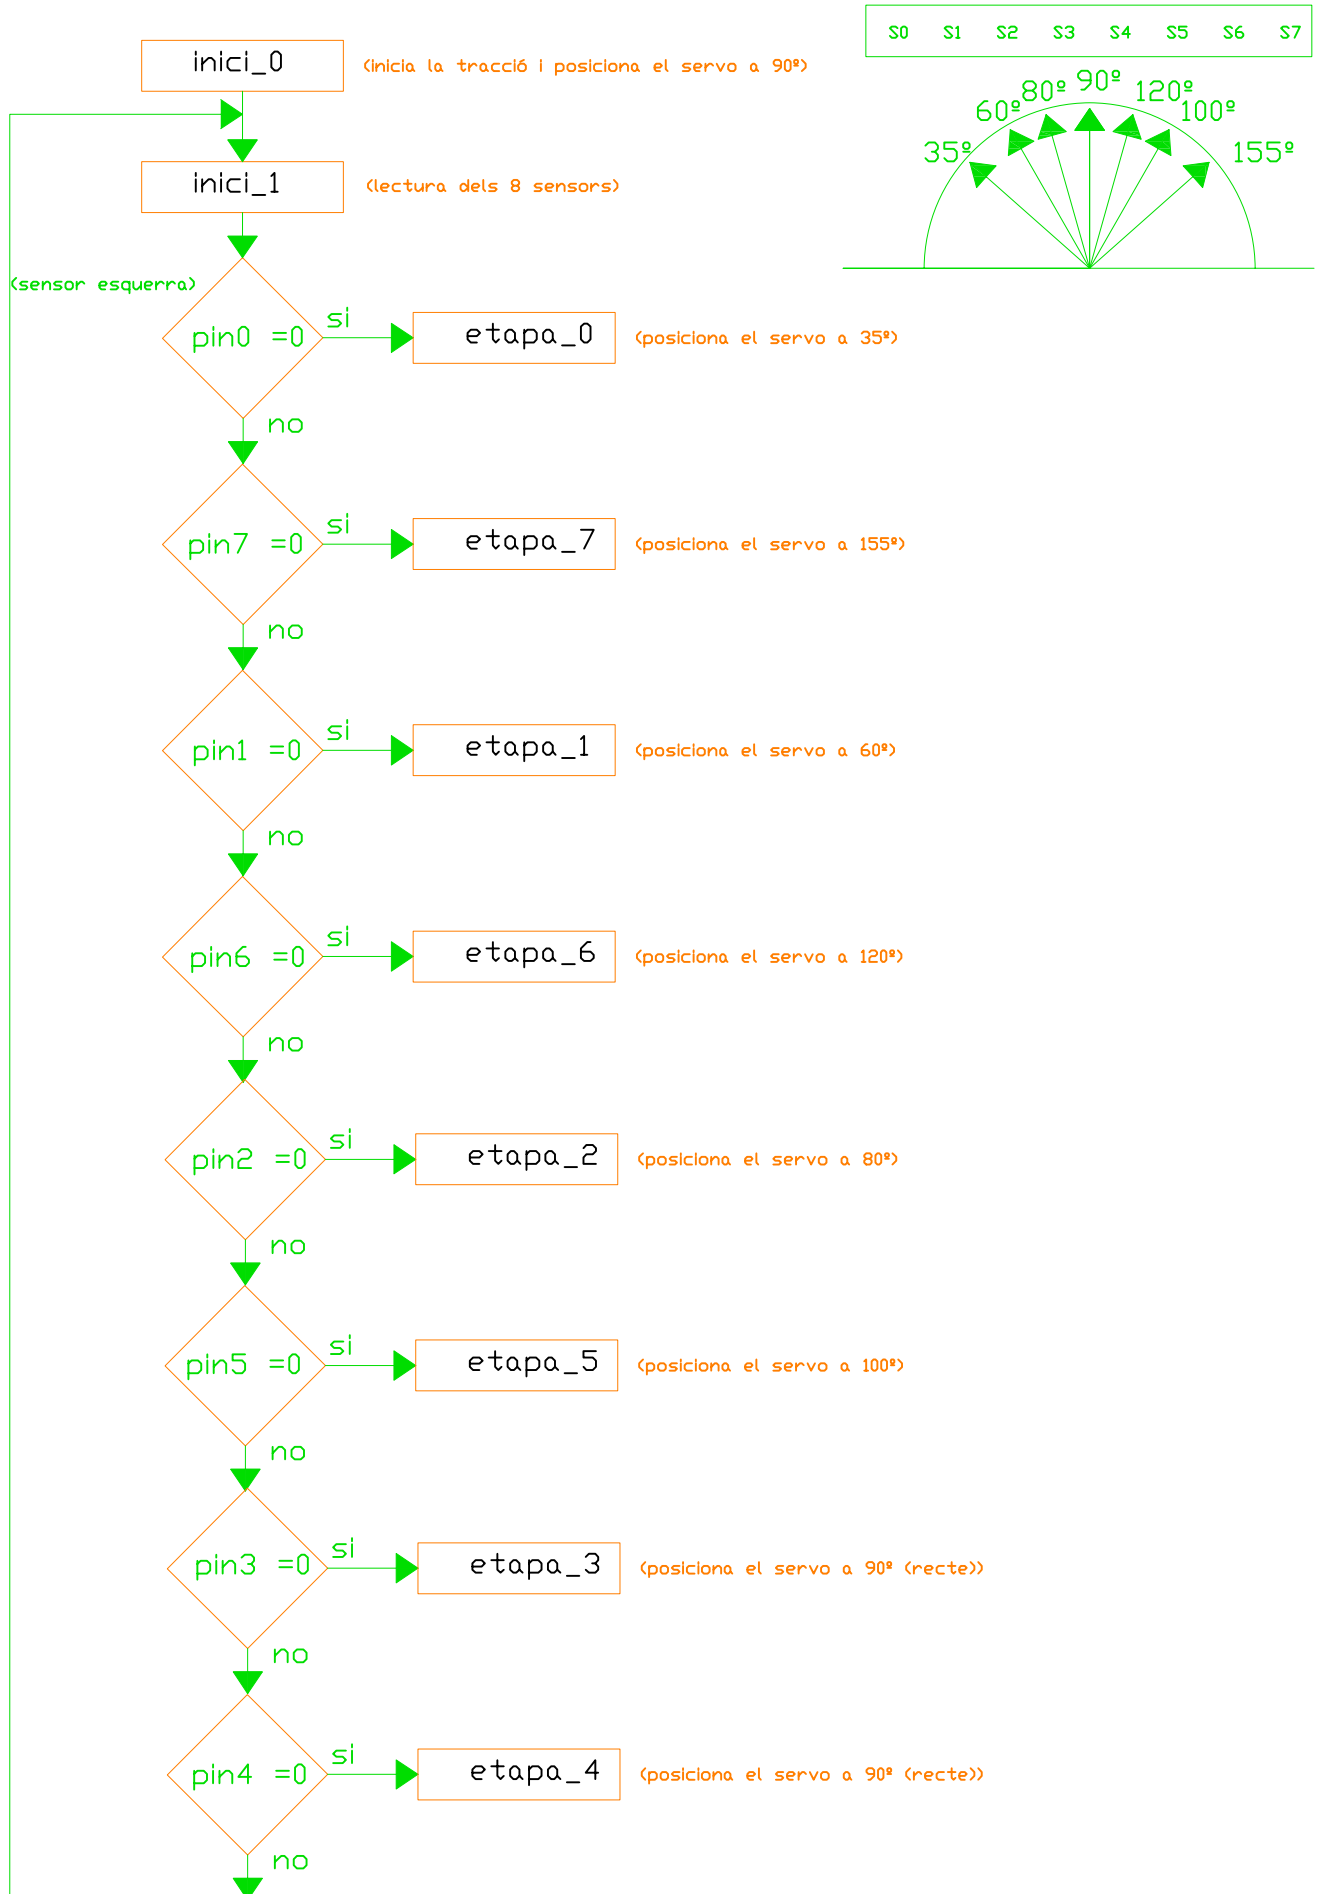 inici_0 (inicia la tracció i posiciona el servo a 90º)
S0 S1 S2 S3 S4 S5 S6 S7
35º 60º 80º 90º 120º 100º 155º
inici_1 (lectura dels 8 sensors)
(sensor esquerra)
pin0 =0 si etapa_0 (posiciona el servo a 35º)
no
pin7 =0 si etapa_7 (posiciona el servo a 155º)
no
pin1 =0 si etapa_1 (posiciona el servo a 60º)
no
pin6 =0 si etapa_6 (posiciona el servo a 120º)
no
pin2 =0 si etapa_2 (posiciona el servo a 80º)
no
pin5 =0 si etapa_5 (posiciona el servo a 100º)
no
pin3 =0 si etapa_3 (posiciona el servo a 90º (recte))
no
pin4 =0 si etapa_4 (posiciona el servo a 90º (recte))
no